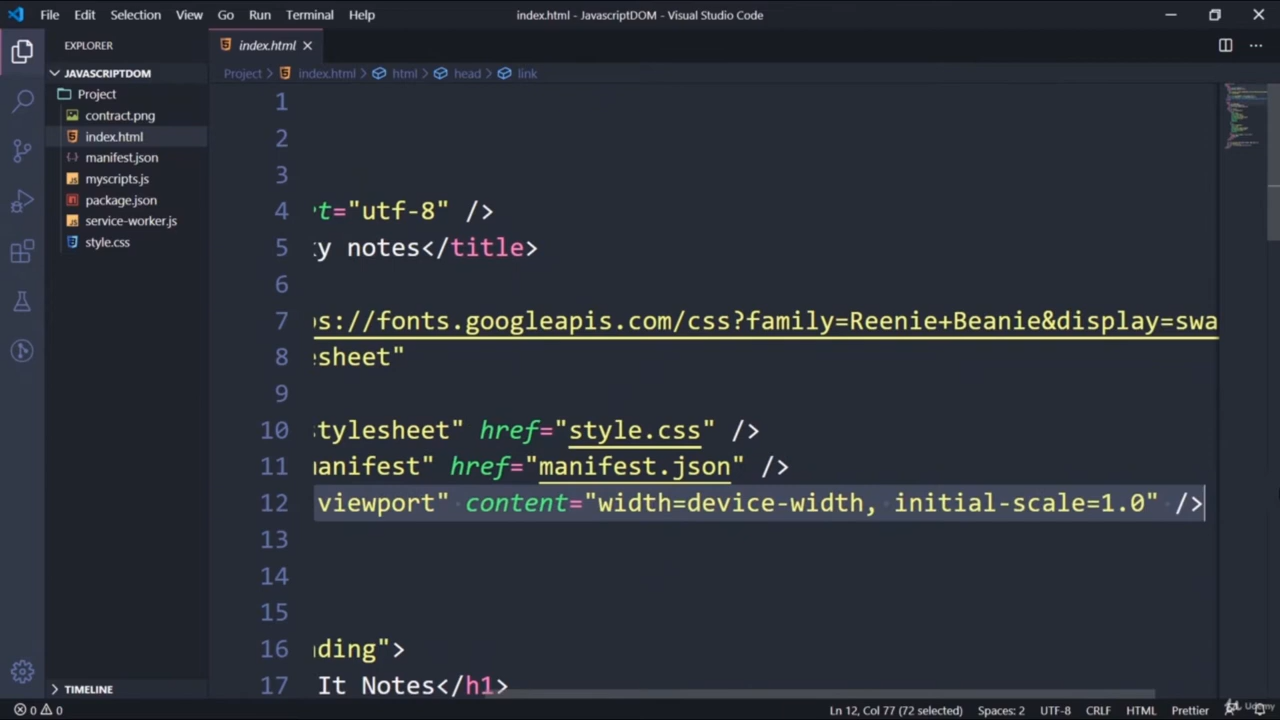 File Edit Selection View Go Run Terminal Help
index.html - JavascriptDOM - Visual Studio Code
EXPLORER
index.html
JAVASCRIPTDOM
Project
contract.png
index.html
manifest.json
myscripts.js
package.json
service-worker.js
style.css
TIMELINE
Project > index.html > html > head > link
1
2
3
4 t="utf-8" />
5 y notes</title>
6
7 s://fonts.googleapis.com/css?family=Reenie+Beanie&display=swa
8 esheet"
9
10 stylesheet" href="style.css" />
11 manifest" href="manifest.json" />
12 viewport" content="width=device-width, initial-scale=1.0" />
13
14
15
16 ding">
17 It Notes</h1>
0 0
Ln 12, Col 77 (72 selected) Spaces: 2 UTF-8 CRLF HTML Prettier
Udemy